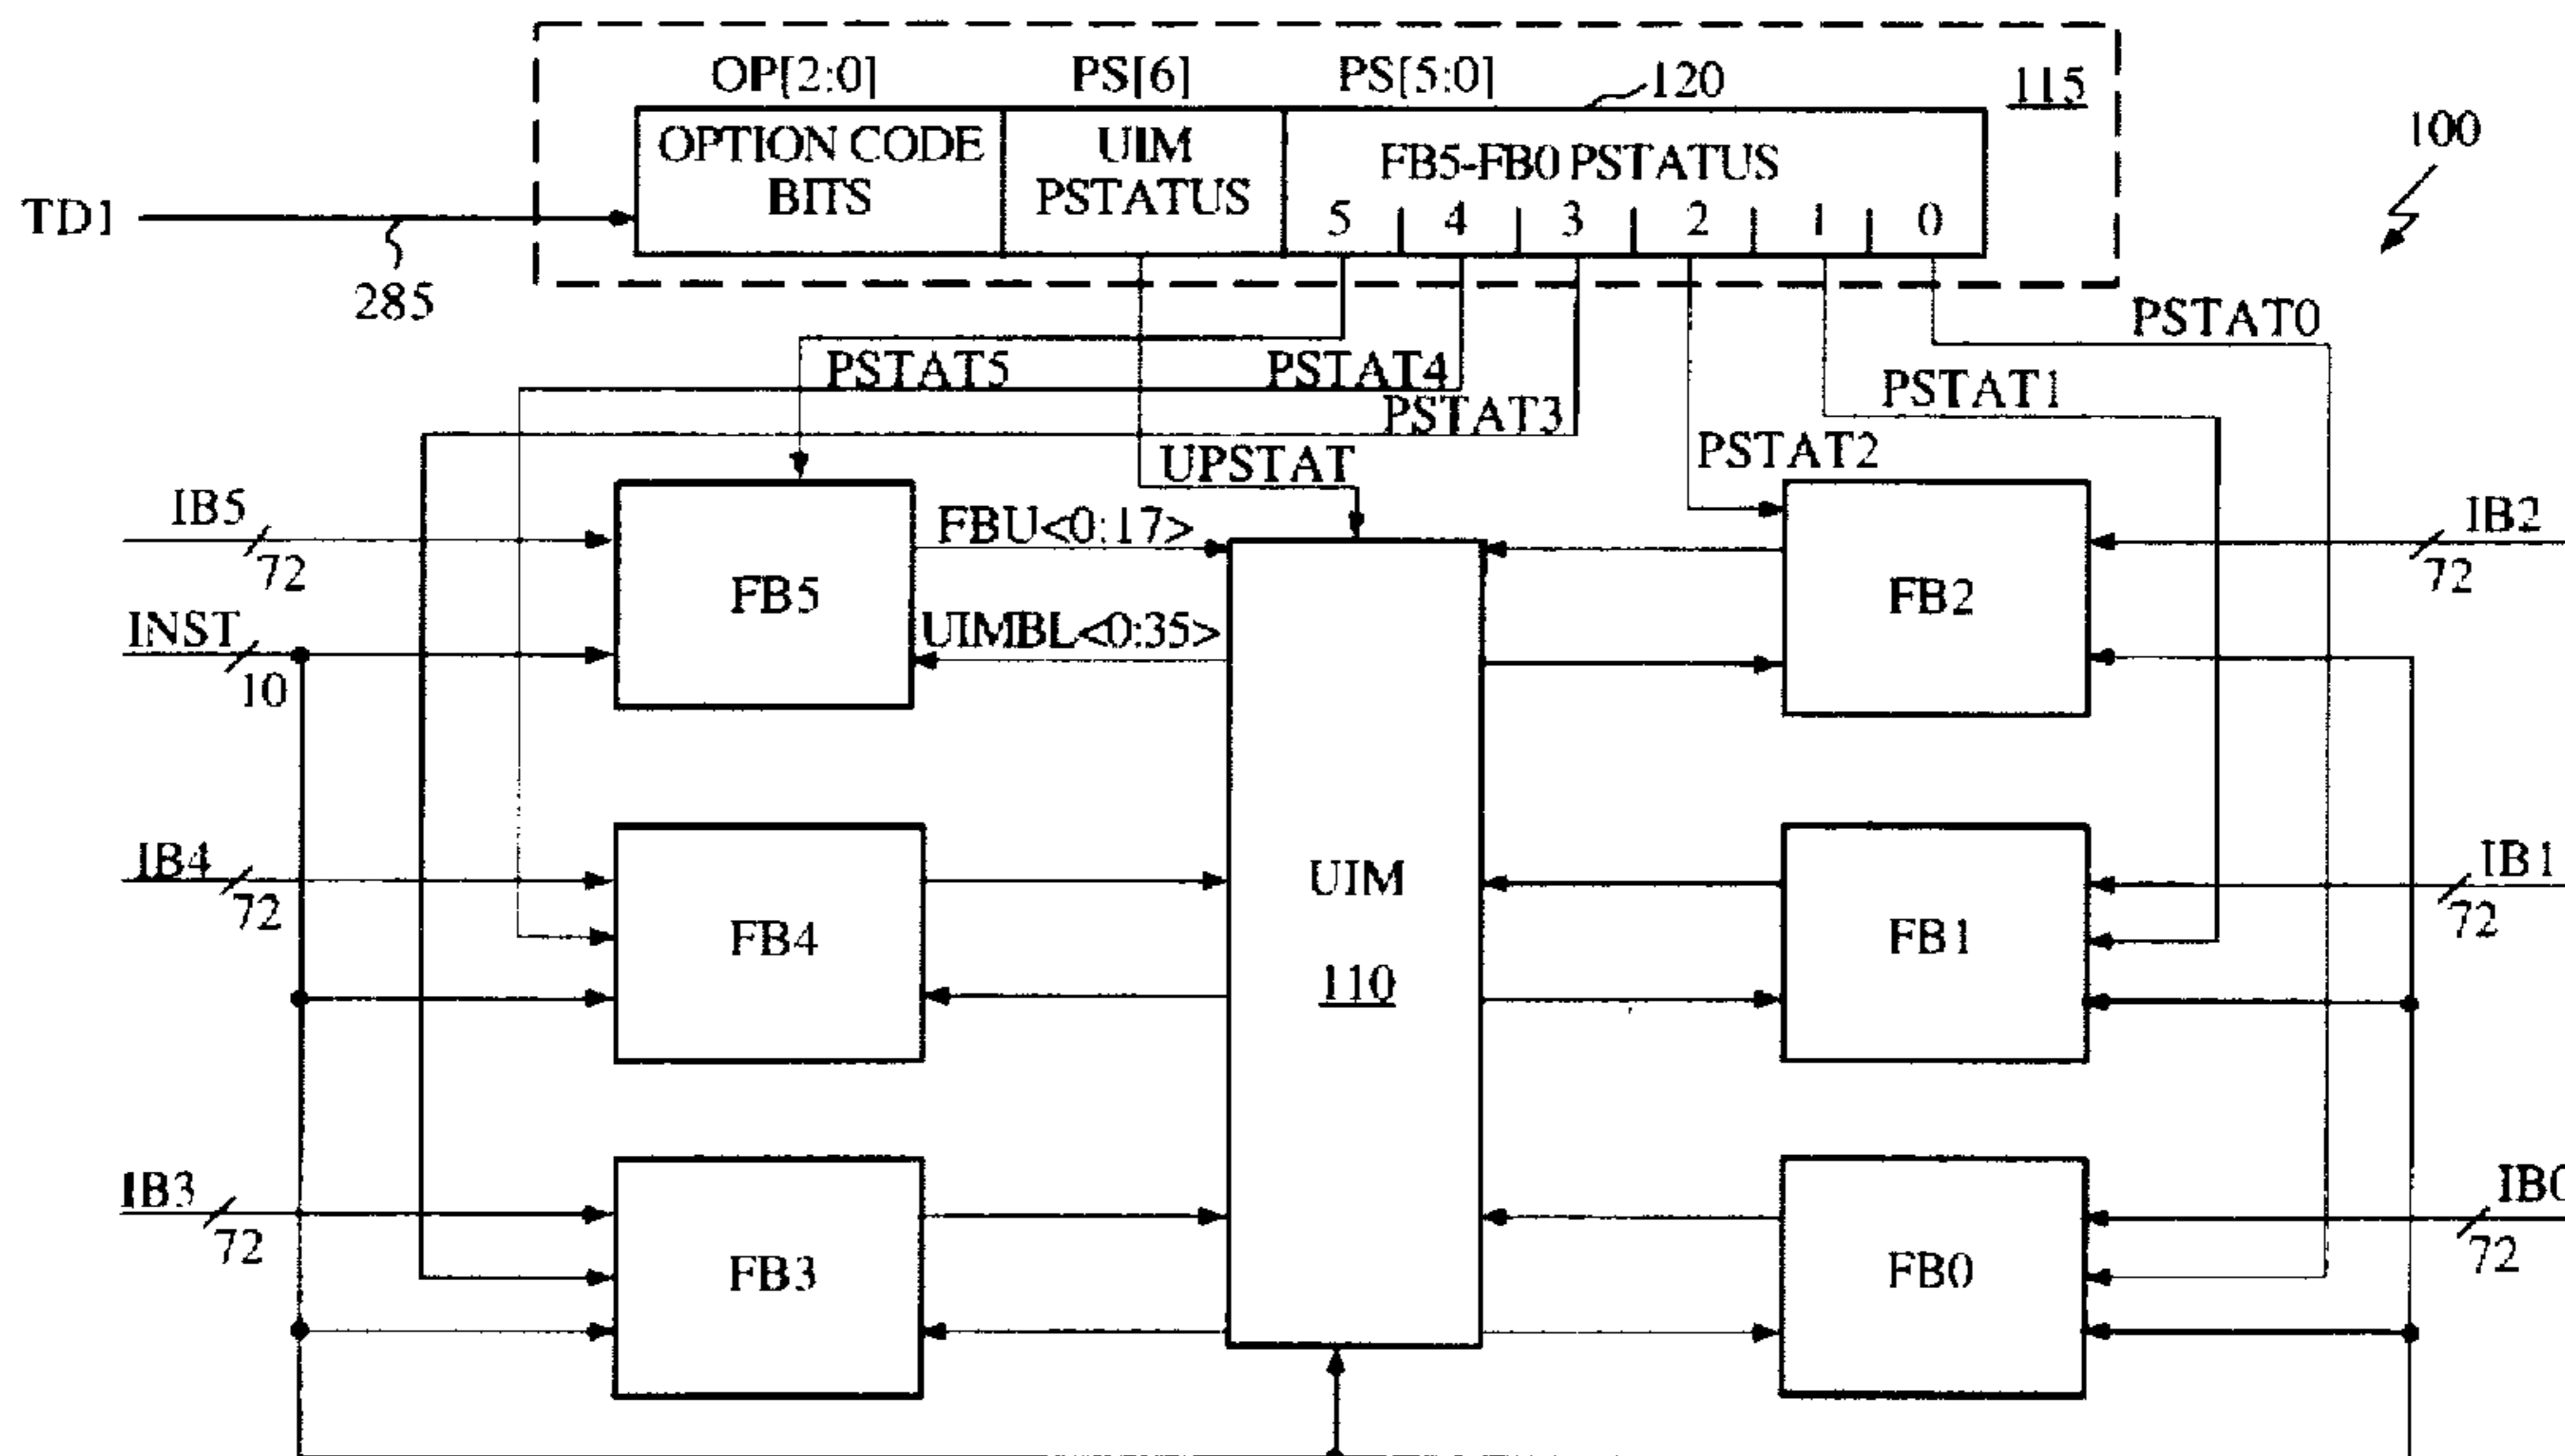 OP[2:0] PS[6] PS[5:0] 120 115
100
OPTION CODE BITS
UIM PSTATUS
FB5-FB0 PSTATUS
5 4 3 2 1 0
TDI
285
PSTAT0
PSTAT5 PSTAT4 PSTAT1
PSTAT3
UPSTAT PSTAT2
IB5 72
FBU<0:17>
IB2 72
FB5
FB2
INST 10
UIMBL<0:35>
IB4 72
UIM
110
IB1 72
FB4
FB1
IB3 72
IB0 72
FB3
FB0